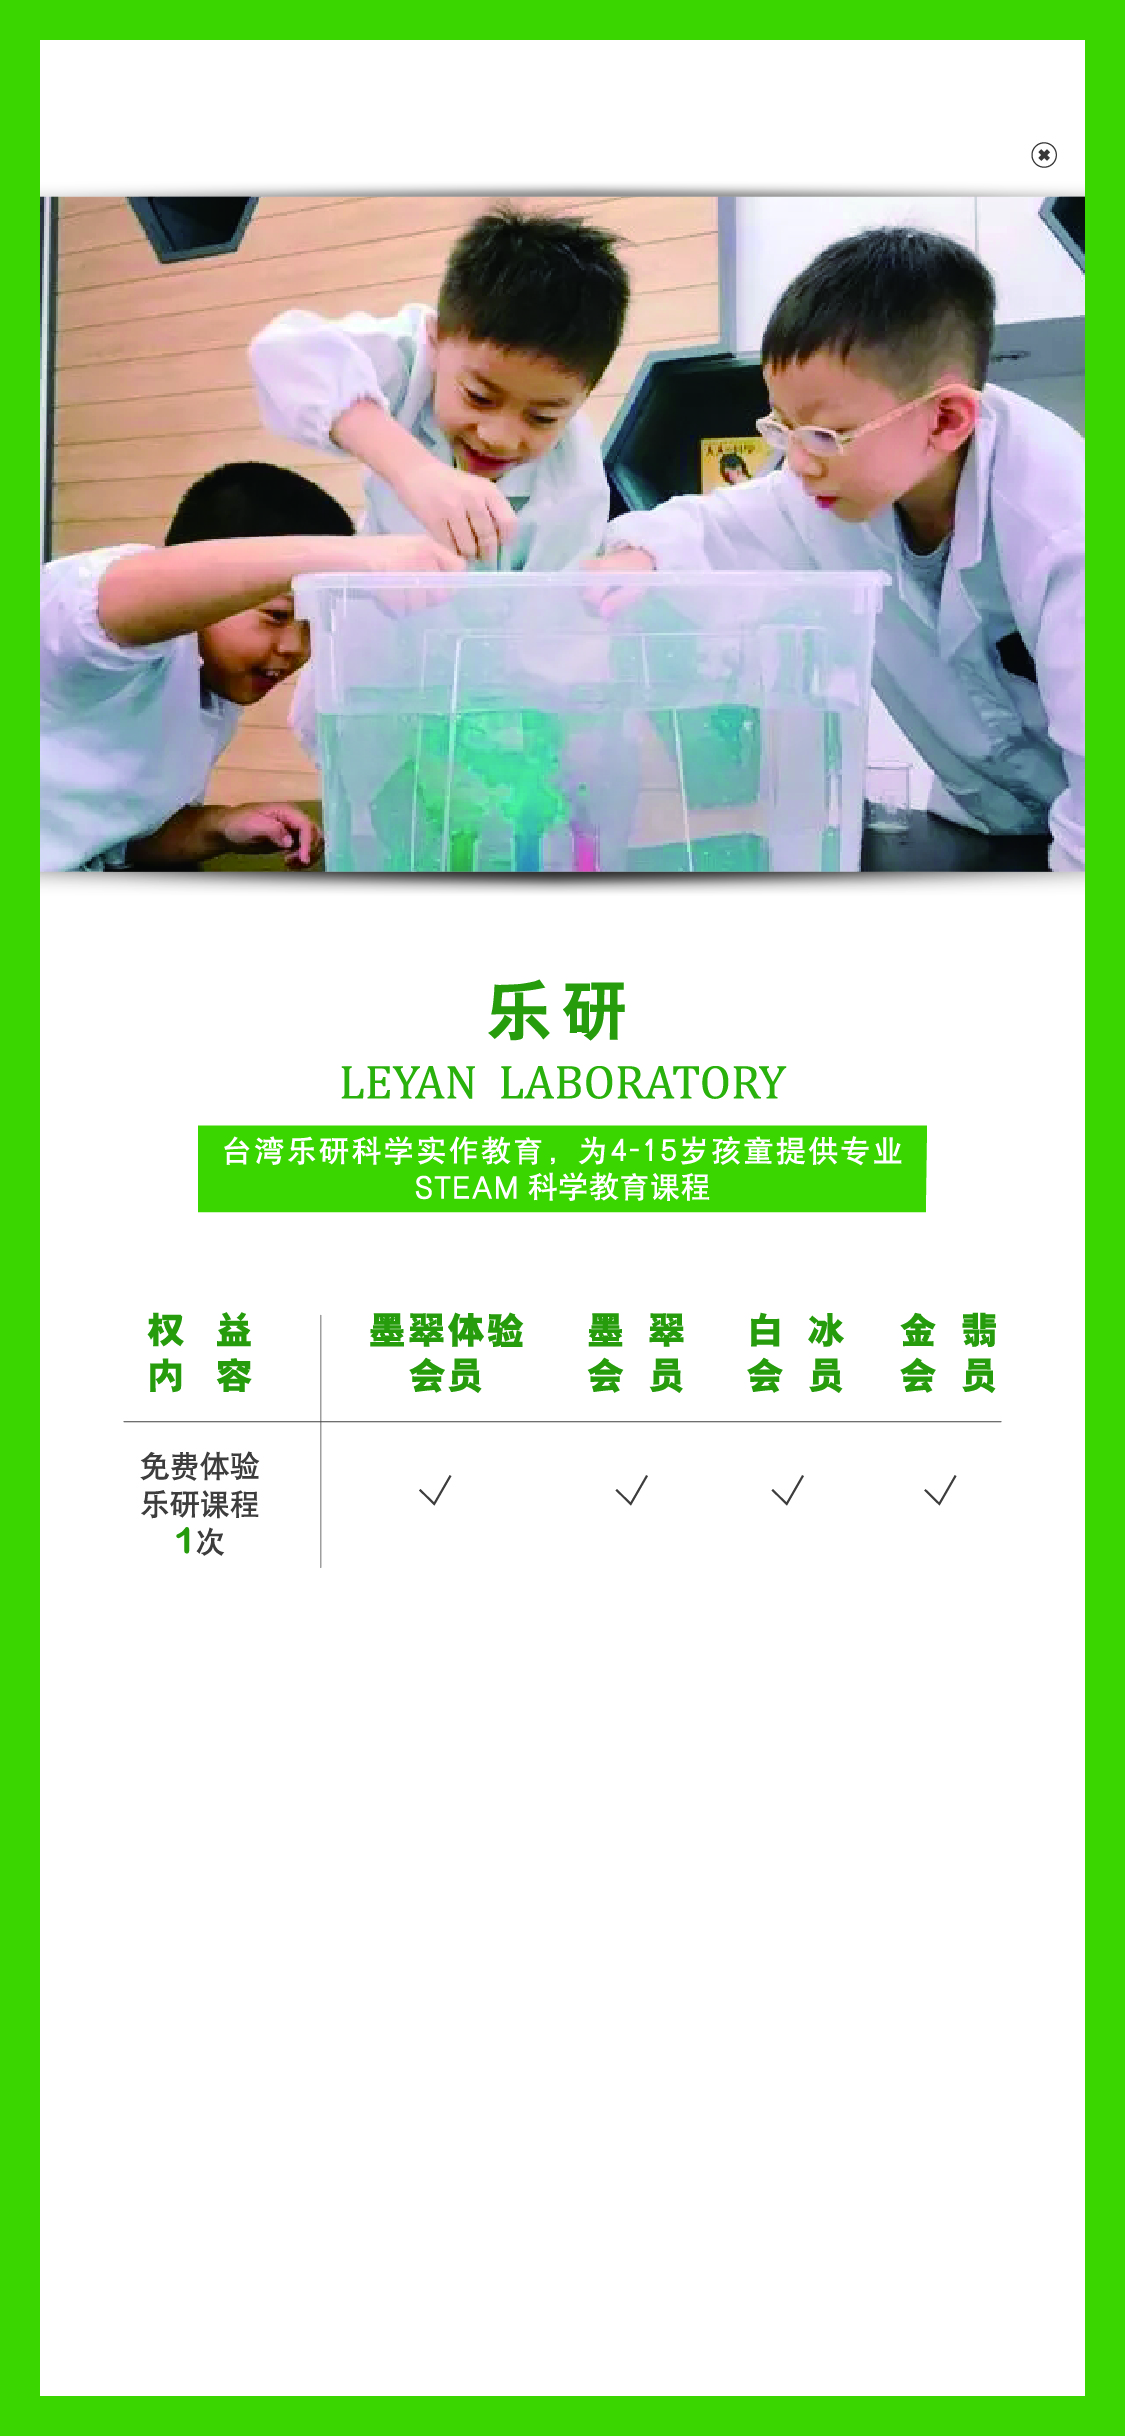 乐研
LEYAN LABORATORY
台湾乐研科学实作教育，为4-15岁孩童提供专业
STEAM 科学教育课程
权益 墨翠体验 墨翠 白冰 金翡
内容 会员 会员 会员 会员
免费体验
乐研课程
1次